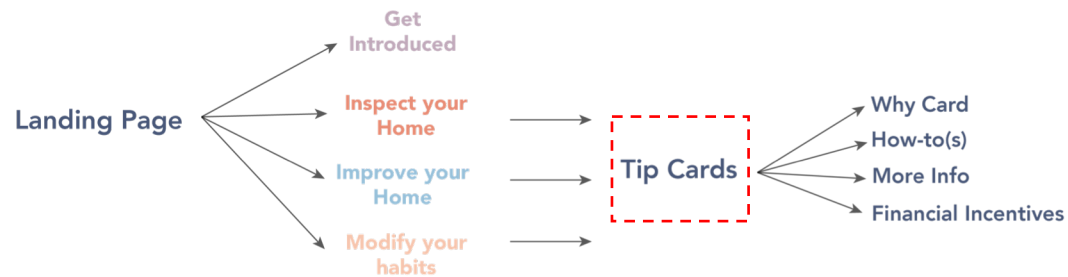 Landing Page
Get
Introduced
Inspect your
Home
Improve your
Home
Modify your
habits
Tip Cards
Why Card
How-to(s)
More Info
Financial Incentives